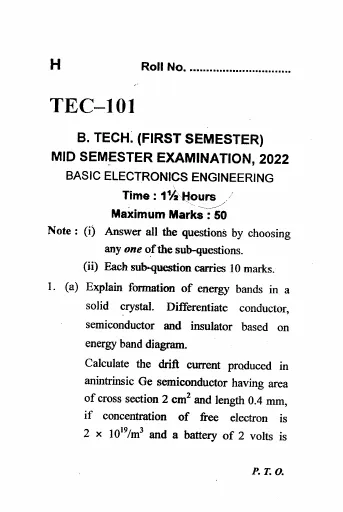 H Roll No. ..............................
TEC–101
B. TECH. (FIRST SEMESTER)
MID SEMESTER EXAMINATION, 2022
BASIC ELECTRONICS ENGINEERING
Time : 1½ Hours
Maximum Marks : 50
Note : (i) Answer all the questions by choosing
any one of the sub-questions.
(ii) Each sub-question carries 10 marks.
1. (a) Explain formation of energy bands in a
solid crystal. Differentiate conductor,
semiconductor and insulator based on
energy band diagram.
Calculate the drift current produced in
anintrinsic Ge semiconductor having area
of cross section 2 cm² and length 0.4 mm,
if concentration of free electron is
2 × 10¹⁹/m³ and a battery of 2 volts is
P. T. O.